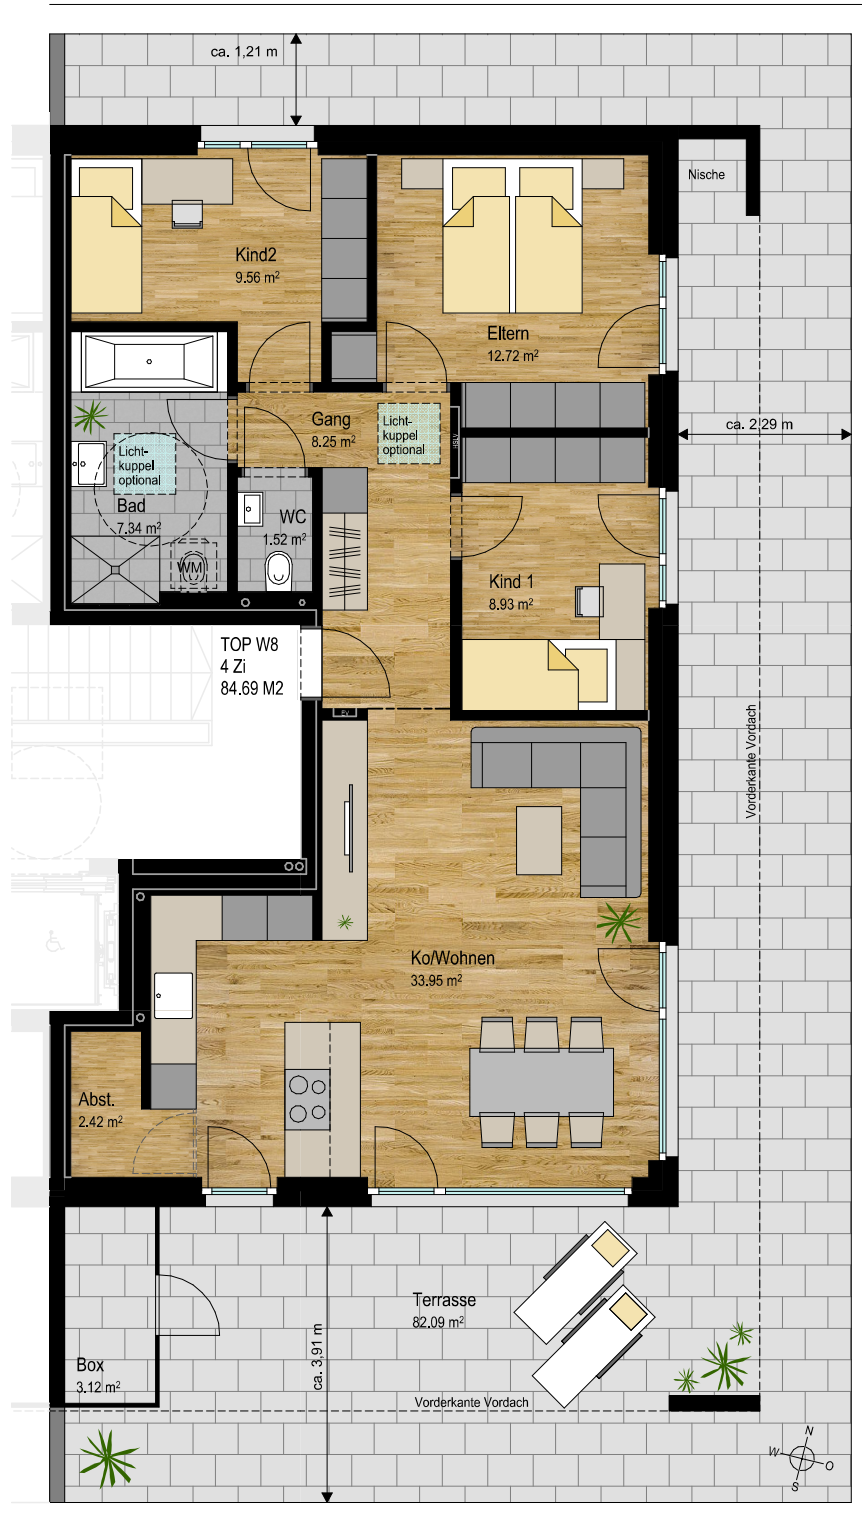 ca. 1,21 m
Nische
Kind2
9.56 m²
Eltern
12.72 m²
Gang
8.25 m²
Licht-
kuppel
optional
HSLV
ca. 2,29 m
Licht-
kuppel
optional
Bad
7.34 m²
WC
1.52 m²
WM
Kind 1
8.93 m²
TOP W8
4 Zi
84.69 M2
FV
Vorderkante Vordach
Ko/Wohnen
33.95 m²
Abst.
2.42 m²
Terrasse
82.09 m²
ca. 3,91 m
Box
3.12 m²
Vorderkante Vordach
N
W
O
S